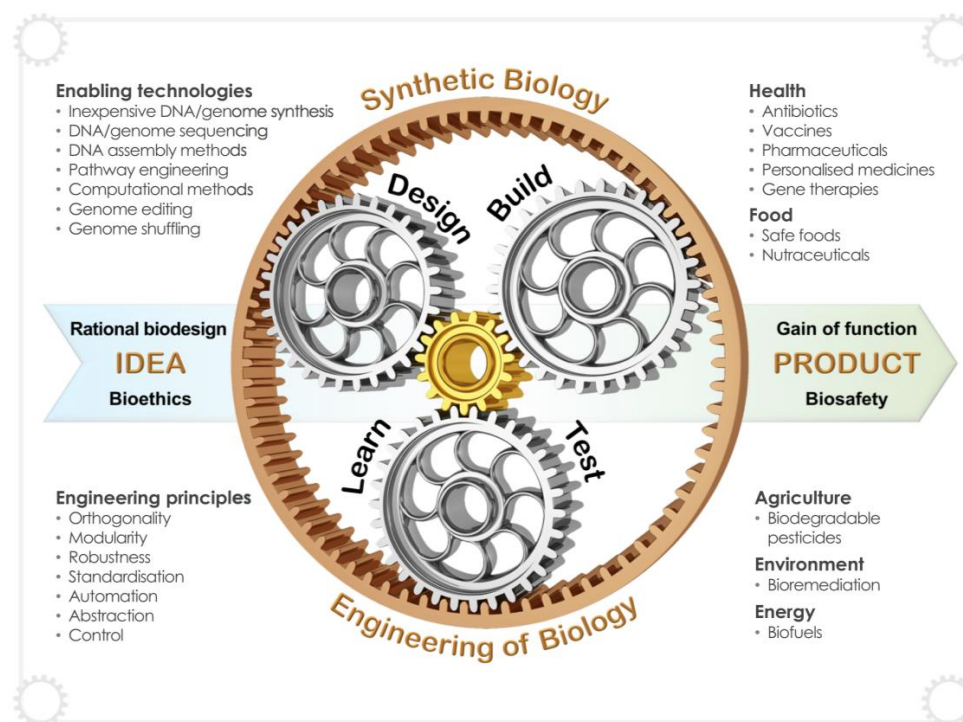 Synthetic Biology
Enabling technologies
• Inexpensive DNA/genome synthesis
• DNA/genome sequencing
• DNA assembly methods
• Pathway engineering
• Computational methods
• Genome editing
• Genome shuffling
Health
• Antibiotics
• Vaccines
• Pharmaceuticals
• Personalised medicines
• Gene therapies
Food
• Safe foods
• Nutraceuticals
Design
Build
Rational biodesign
IDEA
Bioethics
Gain of function
PRODUCT
Biosafety
Learn
Test
Engineering principles
• Orthogonality
• Modularity
• Robustness
• Standardisation
• Automation
• Abstraction
• Control
Agriculture
• Biodegradable
pesticides
Environment
• Bioremediation
Energy
• Biofuels
Engineering of Biology